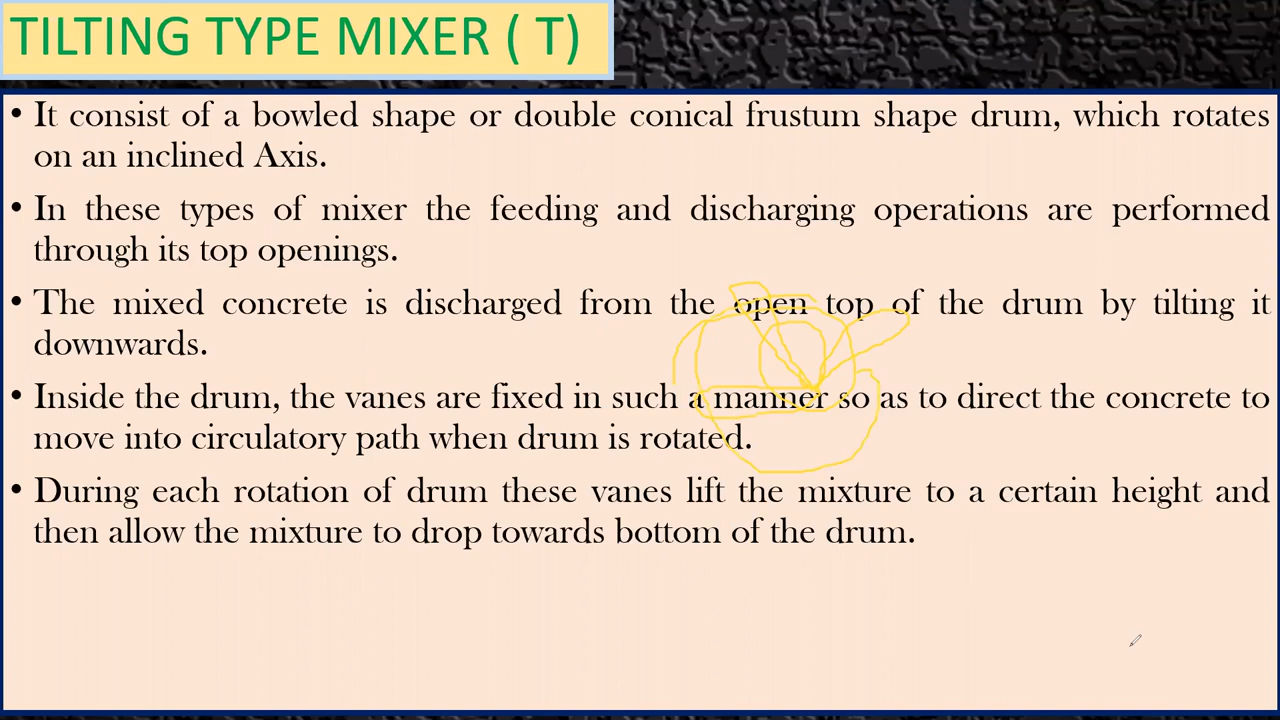 TILTING TYPE MIXER ( T)
• It consist of a bowled shape or double conical frustum shape drum, which rotates
on an inclined Axis.
• In these types of mixer the feeding and discharging operations are performed
through its top openings.
• The mixed concrete is discharged from the open top of the drum by tilting it
downwards.
• Inside the drum, the vanes are fixed in such a manner so as to direct the concrete to
move into circulatory path when drum is rotated.
• During each rotation of drum these vanes lift the mixture to a certain height and
then allow the mixture to drop towards bottom of the drum.